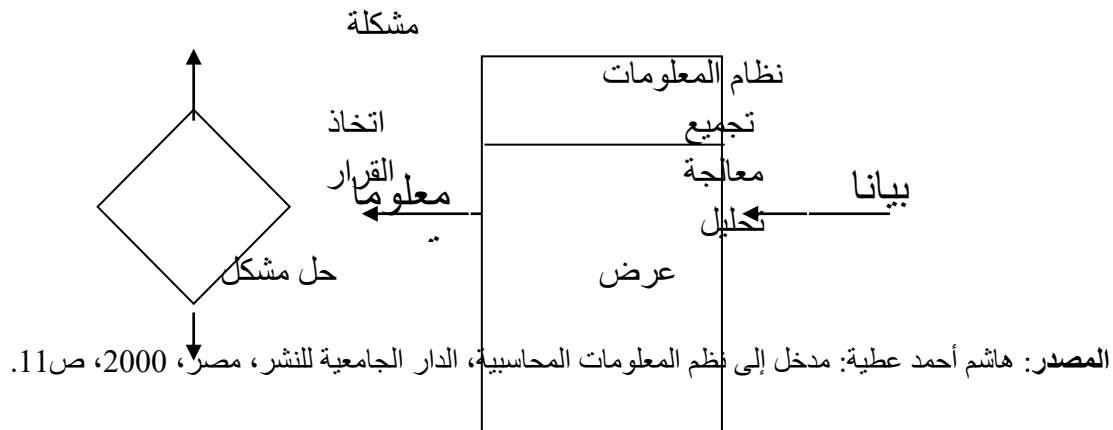 مشكلة
نظام المعلومات
تجميع
معالجة
تحليل
عرض
بيانا
معلوما
اتخاذ
القرار
حل مشكل
المصدر: هاشم أحمد عطية: مدخل إلى نظم المعلومات المحاسبية، الدار الجامعية للنشر، مصر، 2000، ص11.